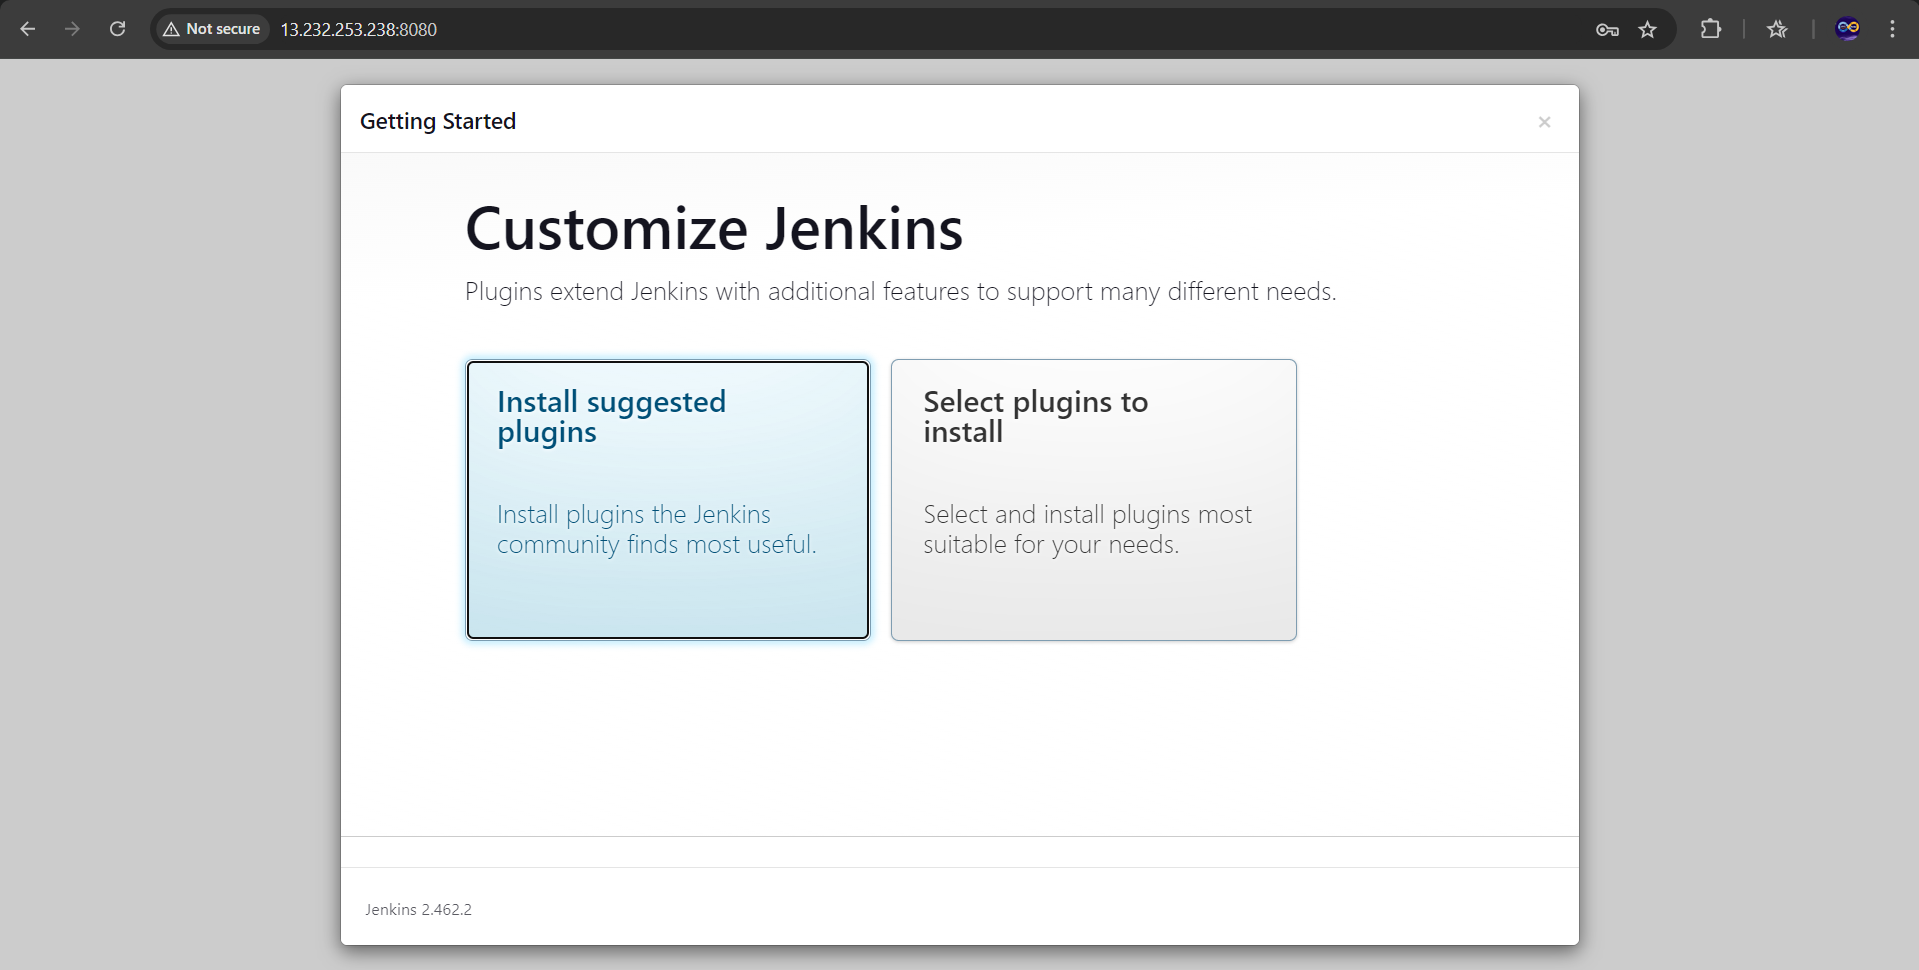 Not secure 13.232.253.238:8080
Getting Started
Customize Jenkins
Plugins extend Jenkins with additional features to support many different needs.
Install suggested
plugins
Install plugins the Jenkins
community finds most useful.
Select plugins to
install
Select and install plugins most
suitable for your needs.
Jenkins 2.462.2